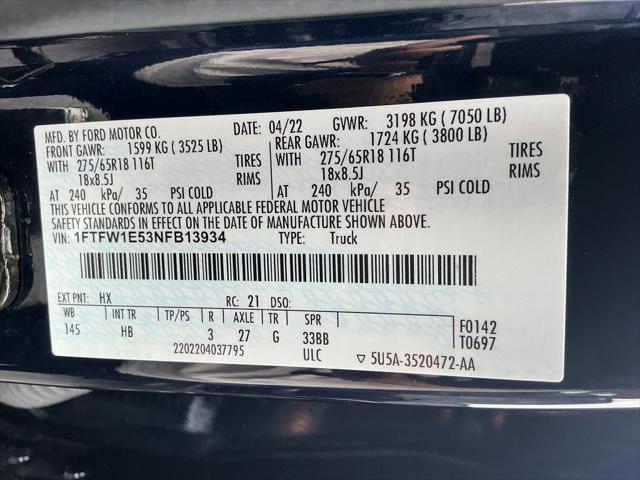 MFD. BY FORD MOTOR CO. DATE: 04/22 GVWR: 3198 KG ( 7050 LB)
FRONT GAWR: 1599 KG ( 3525 LB) REAR GAWR: 1724 KG ( 3800 LB)
WITH 275/65R18 116T TIRES WITH 275/65R18 116T TIRES
18x8.5J RIMS 18x8.5J RIMS
AT 240 kPa/ 35 PSI COLD AT 240 kPa/ 35 PSI COLD
THIS VEHICLE CONFORMS TO ALL APPLICABLE FEDERAL MOTOR VEHICLE
SAFETY STANDARDS IN EFFECT ON THE DATE OF MANUFACTURE SHOWN ABOVE.
VIN: 1FTFW1E53NFB13934 TYPE: Truck
EXT PNT: HX RC: 21 DSO:
WB INT TR TP/PS R AXLE TR SPR F0142
145 HB 3 27 G 33BB T0697
2202204037795 ULC ▽ 5U5A-3520472-AA